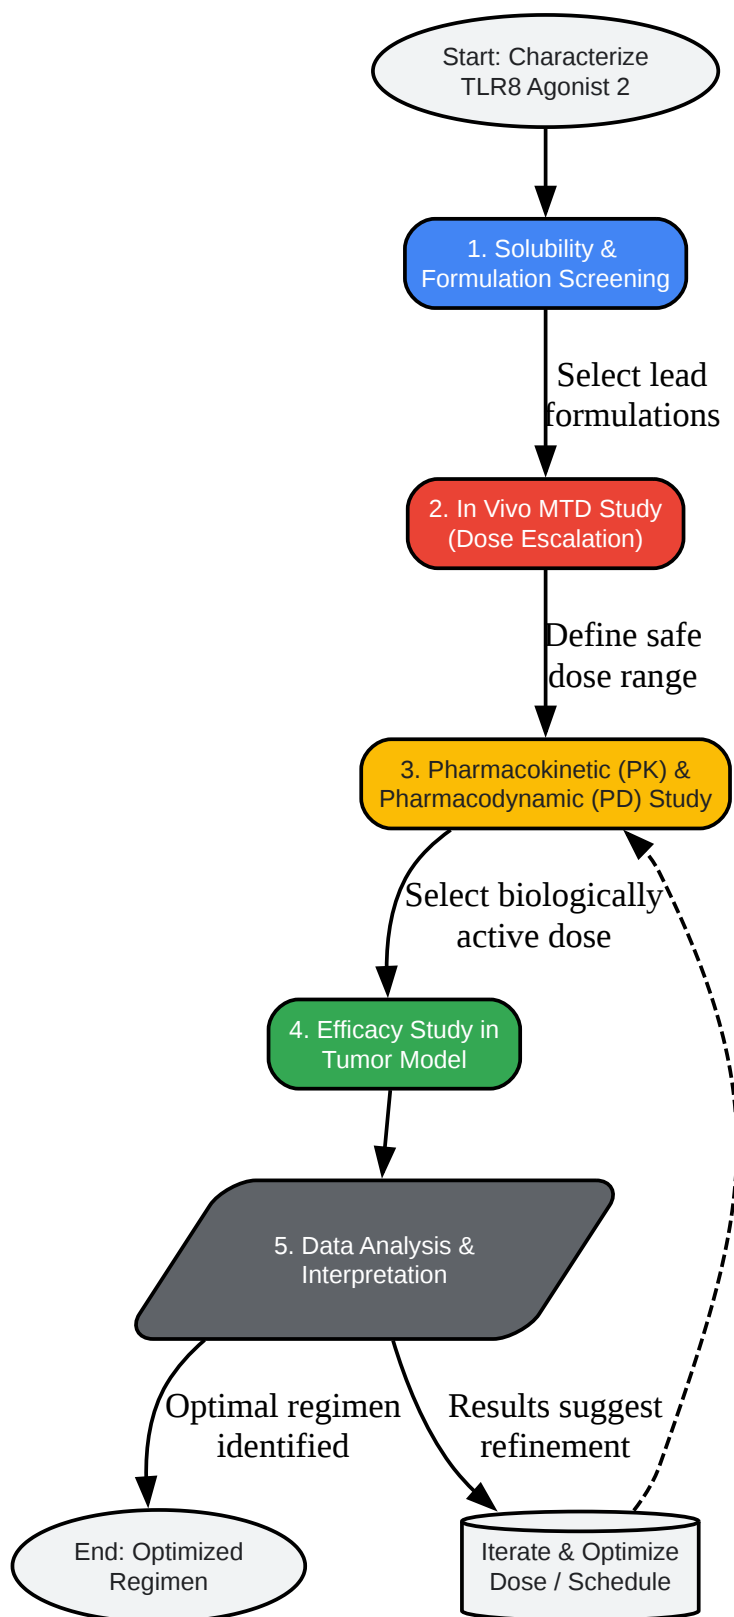 Start: Characterize
TLR8 Agonist 2
1. Solubility &
Formulation Screening
Select lead
formulations
2. In Vivo MTD Study
(Dose Escalation)
Define safe
dose range
3. Pharmacokinetic (PK) &
Pharmacodynamic (PD) Study
Select biologically
active dose
4. Efficacy Study in
Tumor Model
5. Data Analysis &
Interpretation
Optimal regimen
identified
Results suggest
refinement
End: Optimized
Regimen
Iterate & Optimize
Dose / Schedule